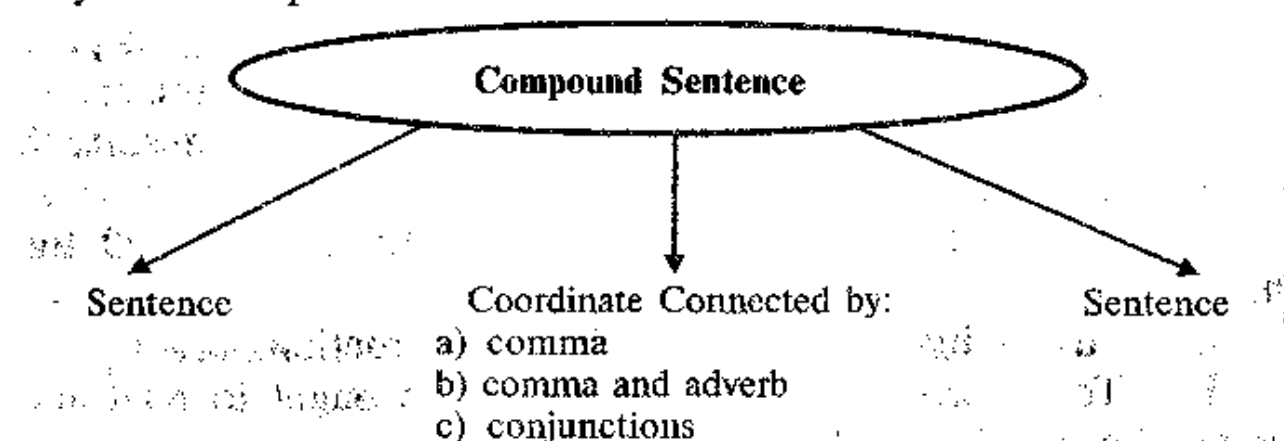 Compound Sentence
Sentence Coordinate Connected by: Sentence
a) comma
b) comma and adverb
c) conjunctions